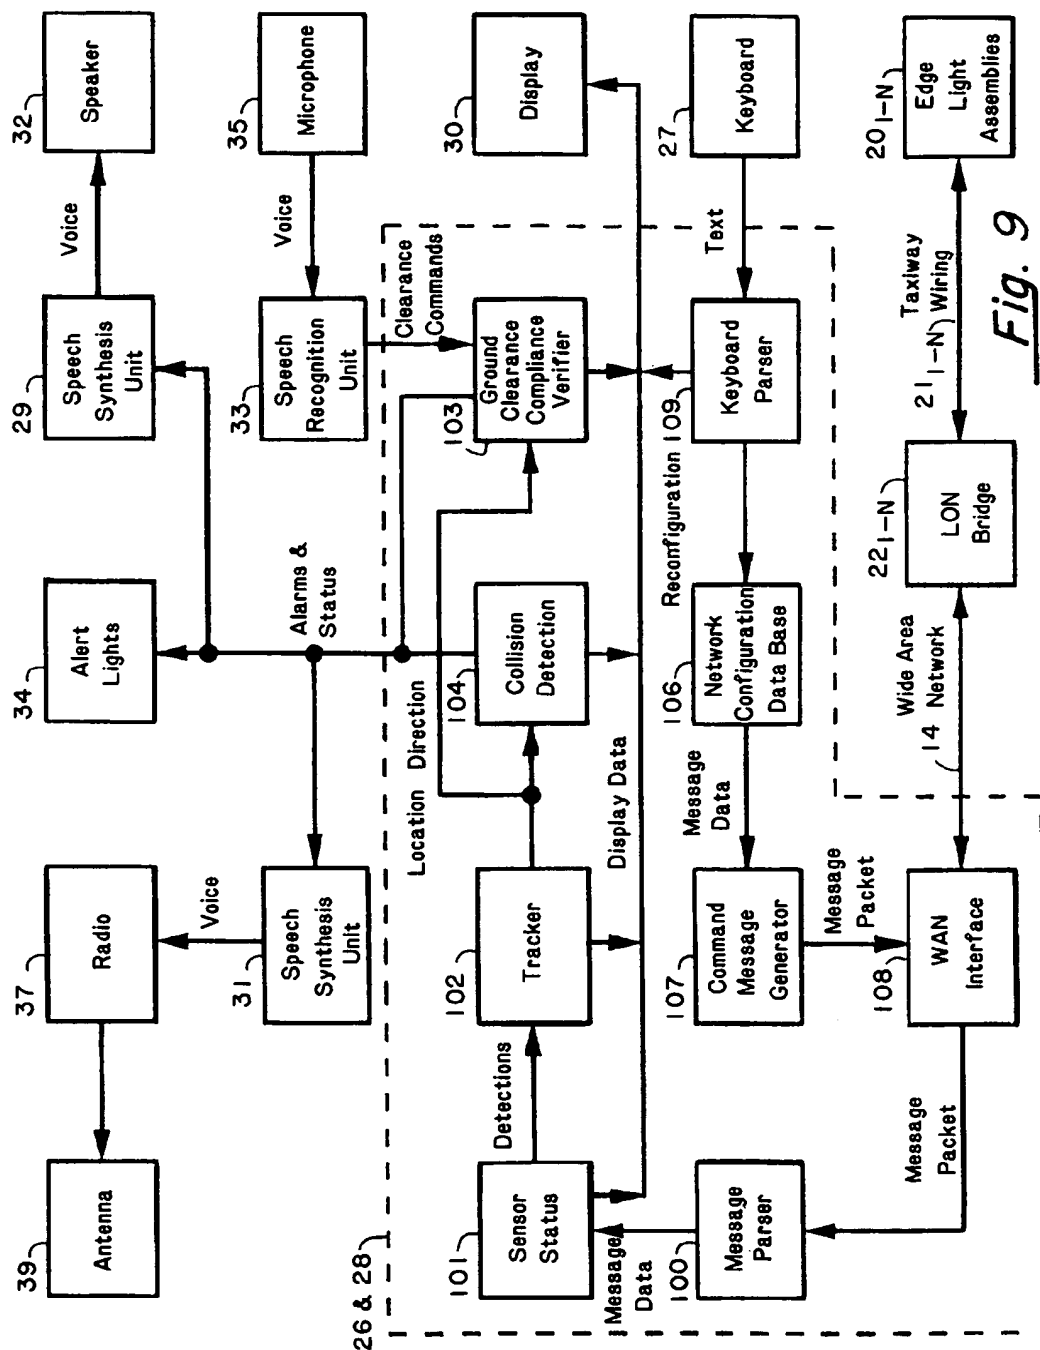 39
Antenna
37
Radio
34
Alert
Lights
29
Speech
Synthesis
Unit
Voice
32
Speaker
Voice
31
Speech
Synthesis
Unit
Alarms &
Status
33
Speech
Recognition
Unit
Voice
35
Microphone
26 & 28
Location
Direction
Clearance
Commands
101
Sensor
Status
Detections
102
Tracker
104
Collision
Detection
103
Ground
Clearance
Compliance
Verifier
30
Display
Message
Data
Display Data
100
Message
Parser
107
Command
Message
Generator
Message
Data
106
Network
Configuration
Data Base
Reconfiguration
109
Keyboard
Parser
Text
27
Keyboard
Message
Packet
Message
Packet
108
WAN
Interface
Wide Area
14 Network
22 1-N
LON
Bridge
Taxiway
21 1-N Wiring
20 1-N
Edge
Light
Assemblies
Fig. 9